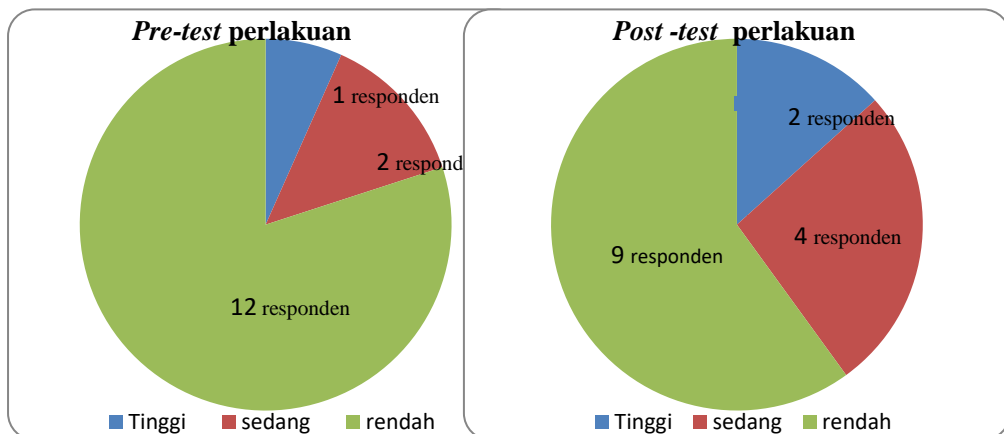 Pre-test perlakuan
1 responden
2 respond
12 responden
Tinggi sedang rendah
Post -test perlakuan
2 responden
4 responden
9 responden
Tinggi sedang rendah